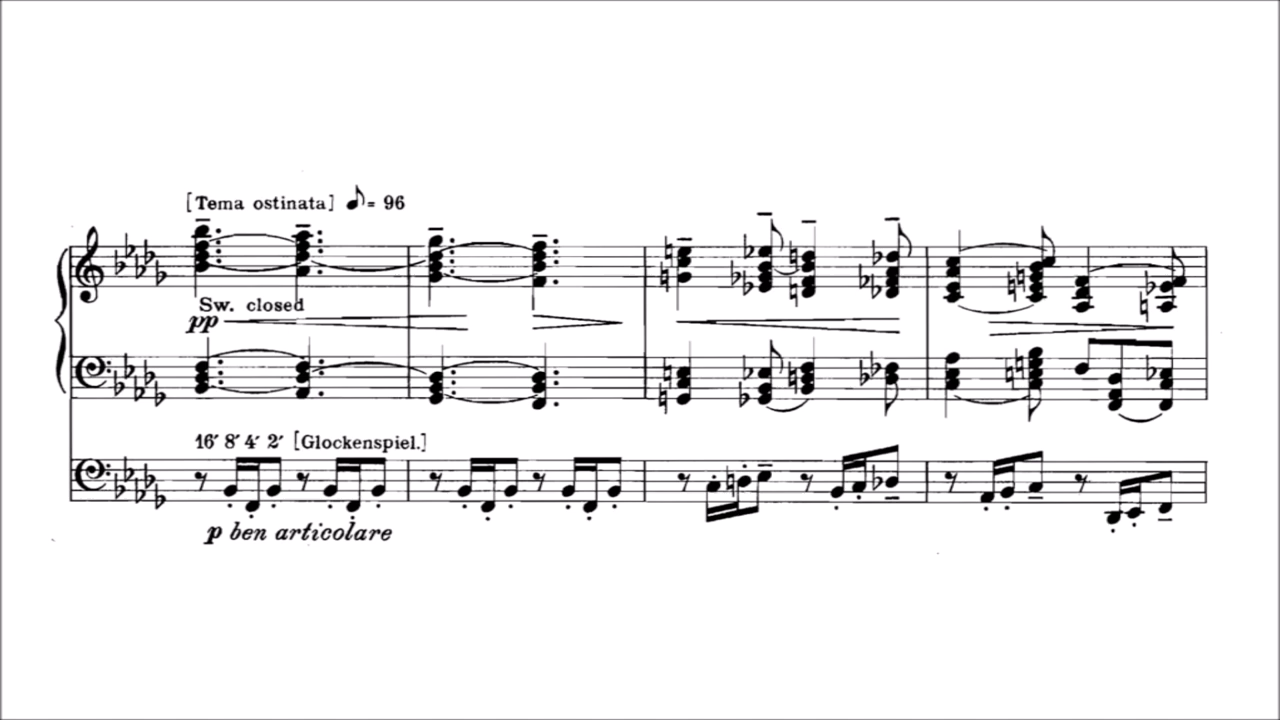 [Tema ostinata] ♪= 96
Sw. closed
pp
16′ 8′ 4′ 2′ [Glockenspiel.]
p ben articolare